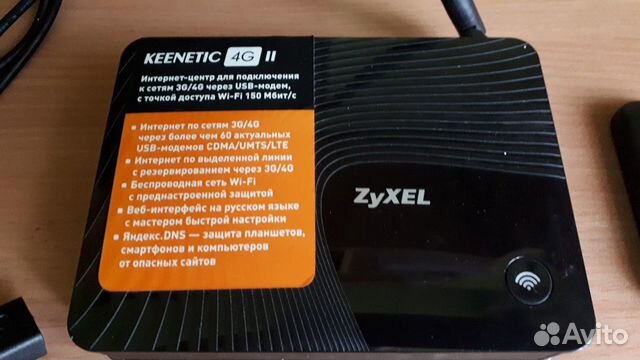 KEENETIC 4G II
Интернет-центр для подключения
к сетям 3G/4G через USB-модем,
с точкой доступа Wi-Fi 150 Мбит/с
• Интернет по сетям 3G/4G
через более чем 60 актуальных
USB-модемов CDMA/UMTS/LTE
• Интернет по выделенной линии
с резервированием через 3G/4G
• Беспроводная сеть Wi-Fi
с преднастроенной защитой
• Веб-интерфейс на русском языке
с мастером быстрой настройки
• Яндекс.DNS — защита планшетов,
смартфонов и компьютеров
от опасных сайтов
ZyXEL
Avito